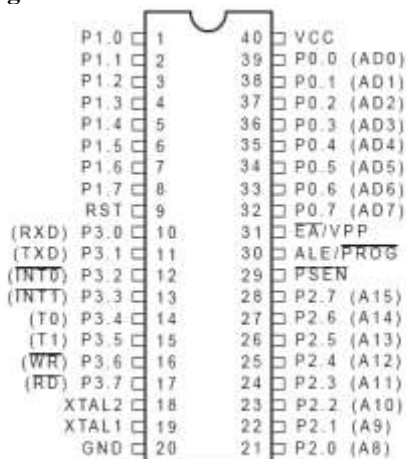 P1.0 1 40 VCC
P1.1 2 39 P0.0 (AD0)
P1.2 3 38 P0.1 (AD1)
P1.3 4 37 P0.2 (AD2)
P1.4 5 36 P0.3 (AD3)
P1.5 6 35 P0.4 (AD4)
P1.6 7 34 P0.5 (AD5)
P1.7 8 33 P0.6 (AD6)
RST 9 32 P0.7 (AD7)
(RXD) P3.0 10 31 EA/VPP
(TXD) P3.1 11 30 ALE/PROG
(INT0) P3.2 12 29 PSEN
(INT1) P3.3 13 28 P2.7 (A15)
(T0) P3.4 14 27 P2.6 (A14)
(T1) P3.5 15 26 P2.5 (A13)
(WR) P3.6 16 25 P2.4 (A12)
(RD) P3.7 17 24 P2.3 (A11)
XTAL2 18 23 P2.2 (A10)
XTAL1 19 22 P2.1 (A9)
GND 20 21 P2.0 (A8)